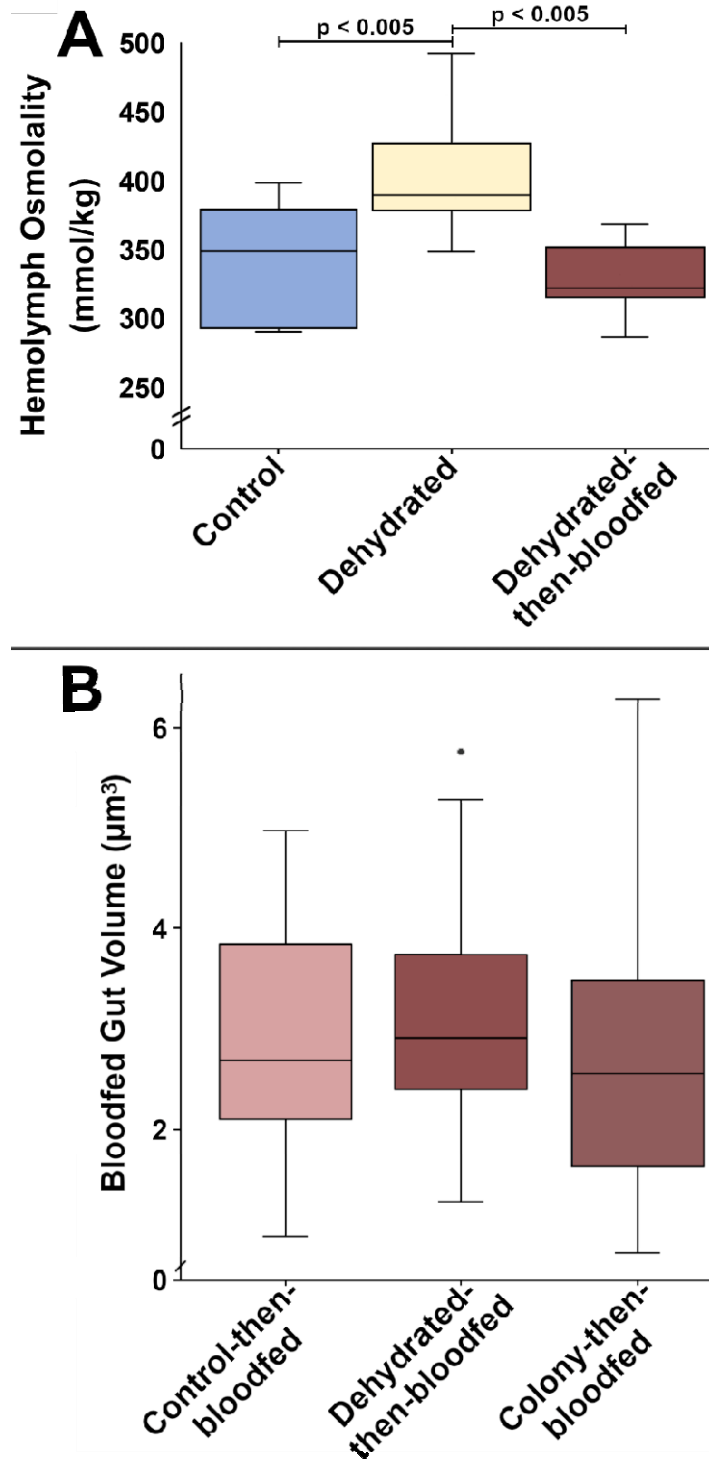 A
p < 0.005
p < 0.005
Hemolymph Osmolality
(mmol/kg)
500
450
400
350
300
250
0
Control
Dehydrated
Dehydrated-
then-bloodfed
B
Bloodfed Gut Volume (µm³)
6
4
2
0
Control-then-
bloodfed
Dehydrated-
then-bloodfed
Colony-then-
bloodfed